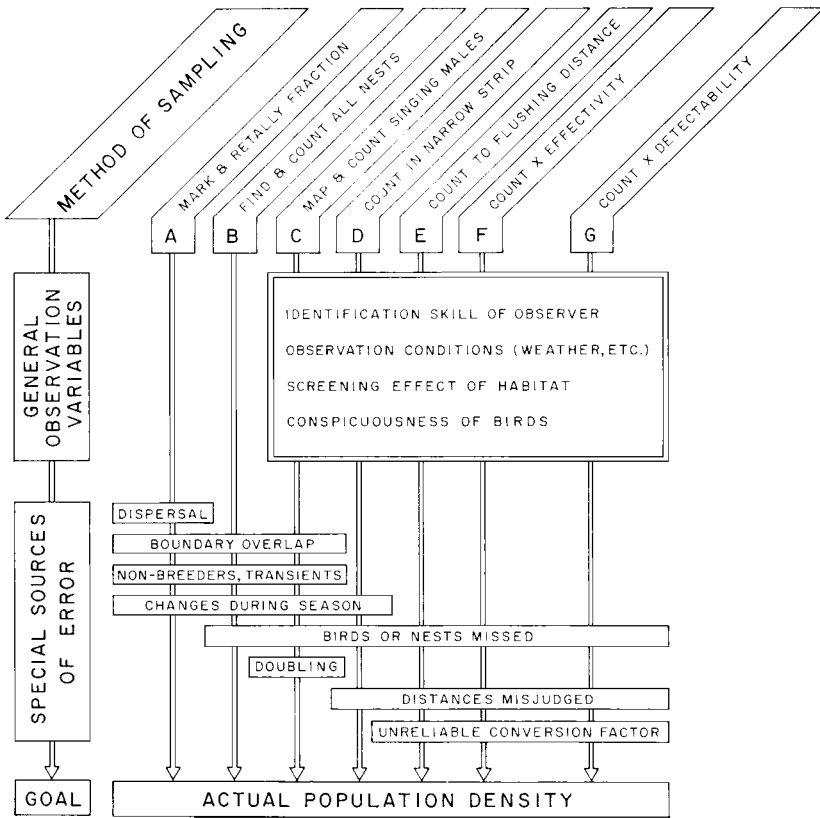 METHOD OF SAMPLING
MARK & RETALLY FRACTION
FIND & COUNT ALL NESTS
MAP & COUNT SINGING MALES
COUNT IN NARROW STRIP
COUNT TO FLUSHING DISTANCE
COUNT X EFFECTIVITY
COUNT X DETECTABILITY
A
B
C
D
E
F
G
GENERAL
OBSERVATION
VARIABLES
IDENTIFICATION SKILL OF OBSERVER
OBSERVATION CONDITIONS (WEATHER, ETC.)
SCREENING EFFECT OF HABITAT
CONSPICUOUSNESS OF BIRDS
SPECIAL SOURCES
OF ERROR
DISPERSAL
BOUNDARY OVERLAP
NON-BREEDERS, TRANSIENTS
CHANGES DURING SEASON
BIRDS OR NESTS MISSED
DOUBLING
DISTANCES MISJUDGED
UNRELIABLE CONVERSION FACTOR
GOAL
ACTUAL POPULATION DENSITY